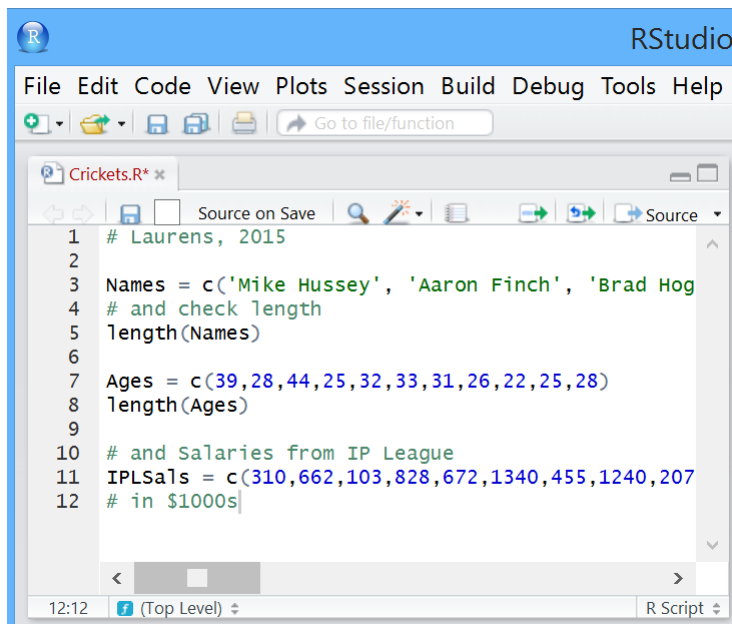 R RStudio
File Edit Code View Plots Session Build Debug Tools Help
Go to file/function
Crickets.R*
Source on Save Source
1 # Laurens, 2015
2
3 Names = c('Mike Hussey', 'Aaron Finch', 'Brad Hog
4 # and check length
5 length(Names)
6
7 Ages = c(39,28,44,25,32,33,31,26,22,25,28)
8 length(Ages)
9
10 # and Salaries from IP League
11 IPLSals = c(310,662,103,828,672,1340,455,1240,207
12 # in $1000s
12:12 (Top Level) R Script